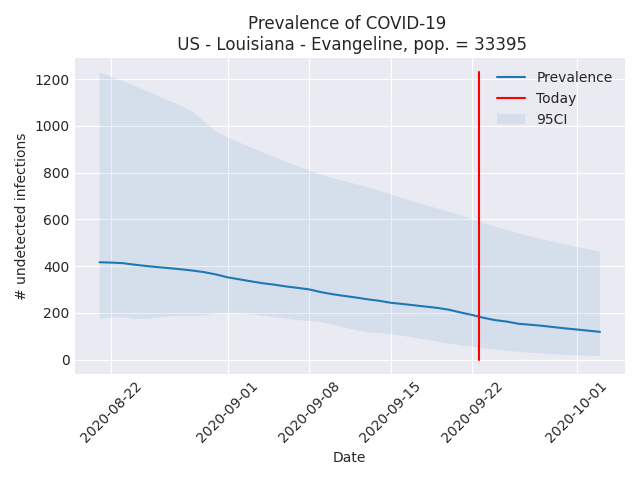 Prevalence of COVID-19
US - Louisiana - Evangeline, pop. = 33395
Prevalence
Today
95CI
# undetected infections
1200
1000
800
600
400
200
0
2020-08-22
2020-09-01
2020-09-08
2020-09-15
2020-09-22
2020-10-01
Date